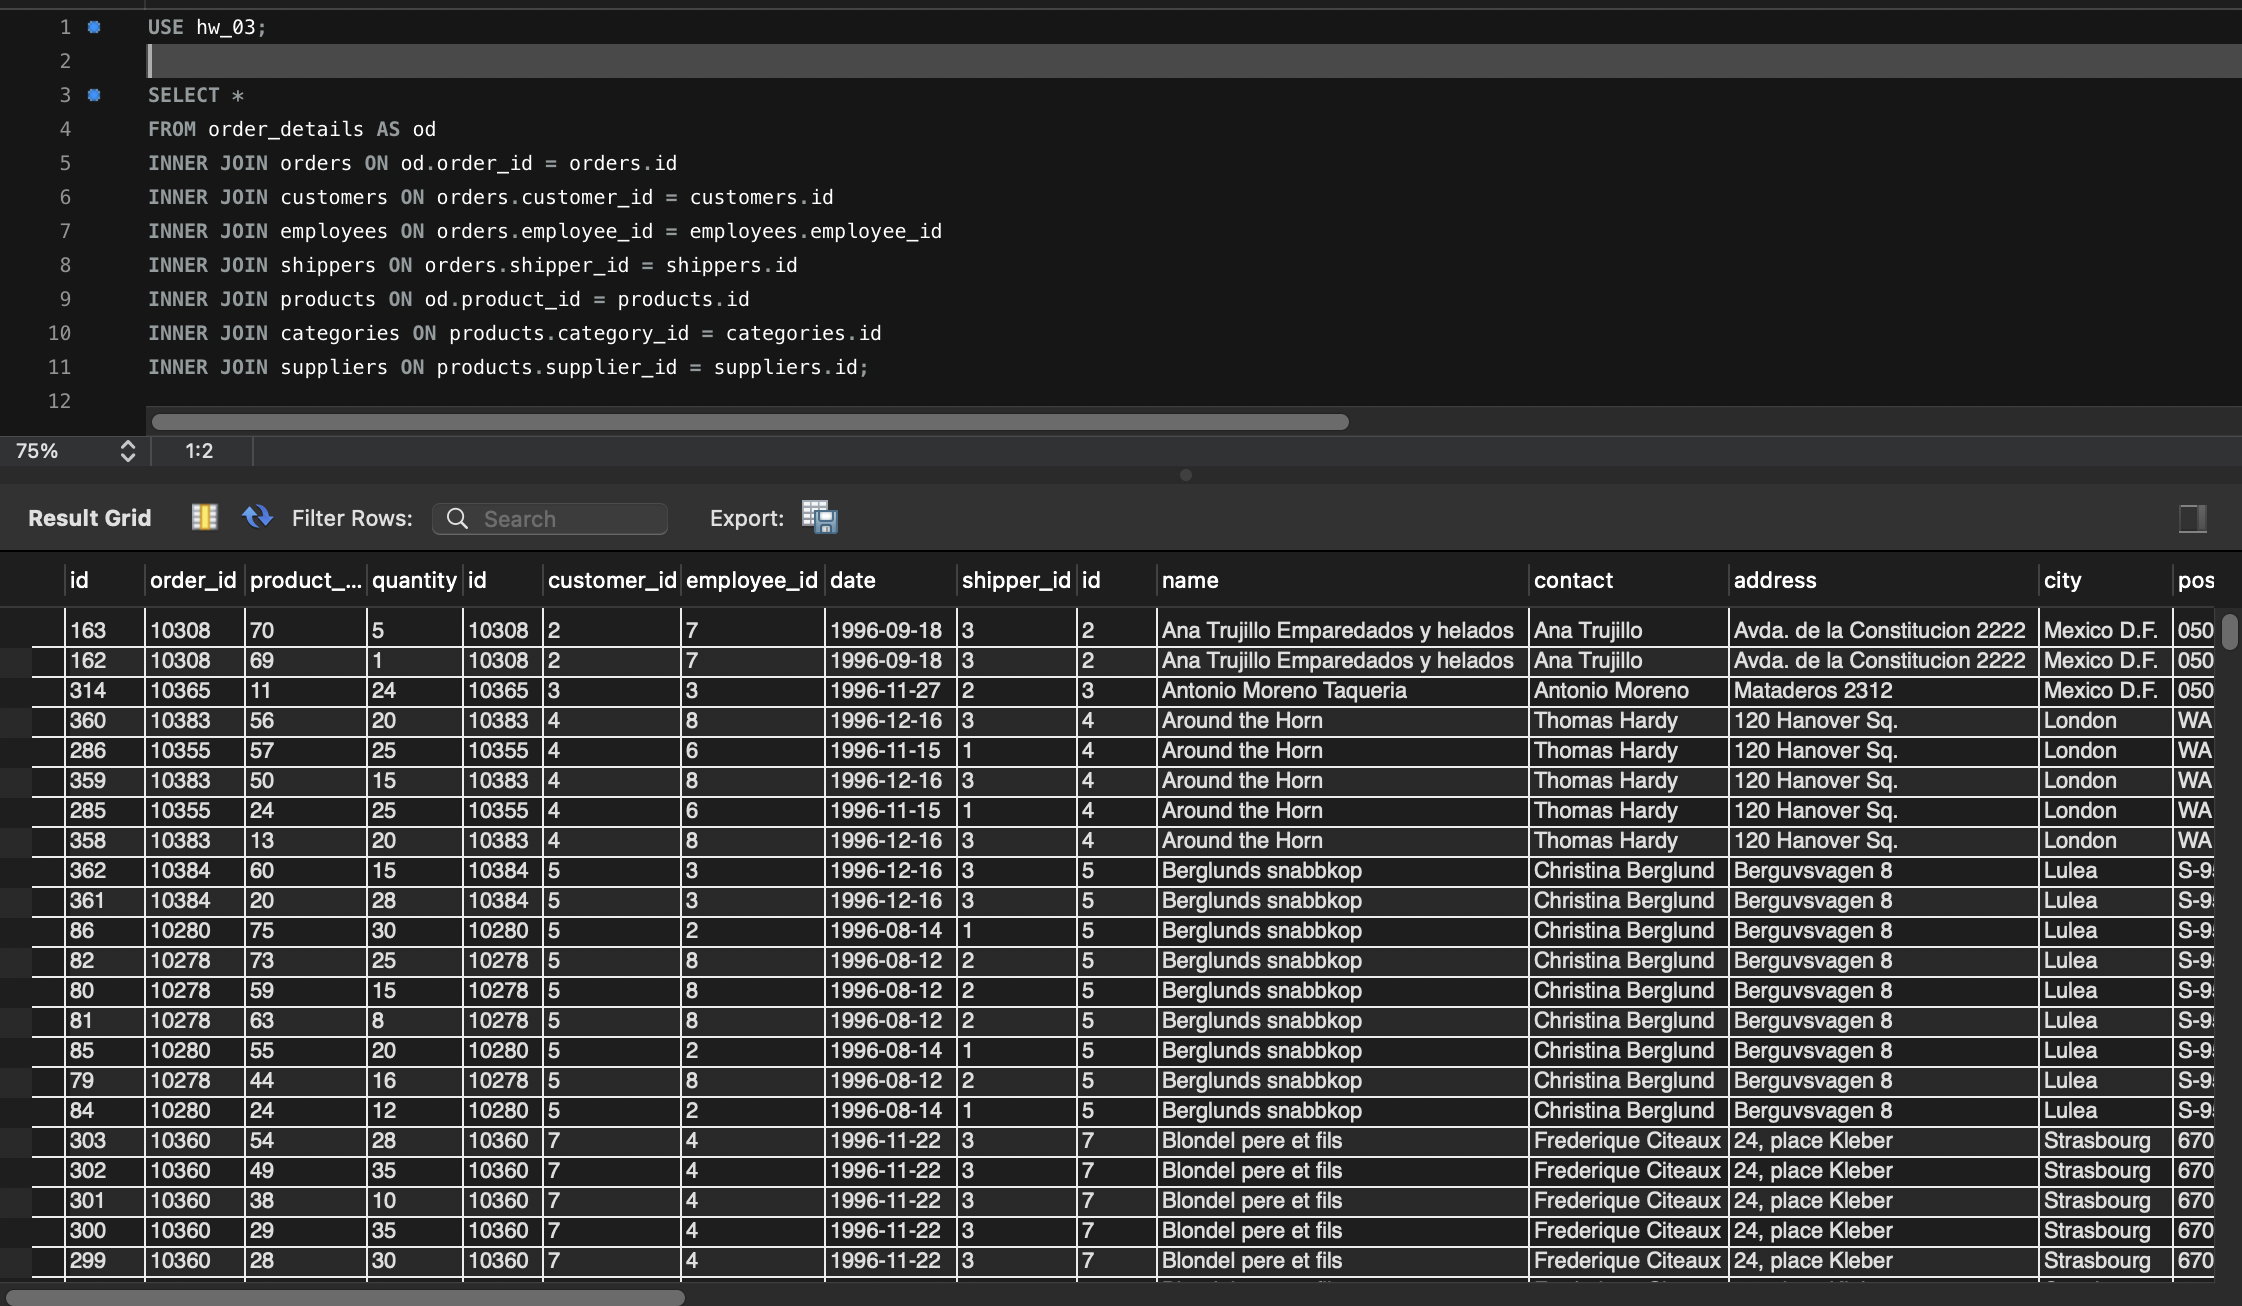 1 USE hw_03;
2
3 SELECT *
4 FROM order_details AS od
5 INNER JOIN orders ON od.order_id = orders.id
6 INNER JOIN customers ON orders.customer_id = customers.id
7 INNER JOIN employees ON orders.employee_id = employees.employee_id
8 INNER JOIN shippers ON orders.shipper_id = shippers.id
9 INNER JOIN products ON od.product_id = products.id
10 INNER JOIN categories ON products.category_id = categories.id
11 INNER JOIN suppliers ON products.supplier_id = suppliers.id;
12
75% 1:2
Result Grid Filter Rows: Search Export:
id order_id product_... quantity id customer_id employee_id date shipper_id id name contact address city pos
163 10308 70 5 10308 2 7 1996-09-18 3 2 Ana Trujillo Emparedados y helados Ana Trujillo Avda. de la Constitucion 2222 Mexico D.F. 050
162 10308 69 1 10308 2 7 1996-09-18 3 2 Ana Trujillo Emparedados y helados Ana Trujillo Avda. de la Constitucion 2222 Mexico D.F. 050
314 10365 11 24 10365 3 3 1996-11-27 2 3 Antonio Moreno Taqueria Antonio Moreno Mataderos 2312 Mexico D.F. 050
360 10383 56 20 10383 4 8 1996-12-16 3 4 Around the Horn Thomas Hardy 120 Hanover Sq. London WA
286 10355 57 25 10355 4 6 1996-11-15 1 4 Around the Horn Thomas Hardy 120 Hanover Sq. London WA
359 10383 50 15 10383 4 8 1996-12-16 3 4 Around the Horn Thomas Hardy 120 Hanover Sq. London WA
285 10355 24 25 10355 4 6 1996-11-15 1 4 Around the Horn Thomas Hardy 120 Hanover Sq. London WA
358 10383 13 20 10383 4 8 1996-12-16 3 4 Around the Horn Thomas Hardy 120 Hanover Sq. London WA
362 10384 60 15 10384 5 3 1996-12-16 3 5 Berglunds snabbkop Christina Berglund Berguvsvagen 8 Lulea S-9
361 10384 20 28 10384 5 3 1996-12-16 3 5 Berglunds snabbkop Christina Berglund Berguvsvagen 8 Lulea S-9
86 10280 75 30 10280 5 2 1996-08-14 1 5 Berglunds snabbkop Christina Berglund Berguvsvagen 8 Lulea S-9
82 10278 73 25 10278 5 8 1996-08-12 2 5 Berglunds snabbkop Christina Berglund Berguvsvagen 8 Lulea S-9
80 10278 59 15 10278 5 8 1996-08-12 2 5 Berglunds snabbkop Christina Berglund Berguvsvagen 8 Lulea S-9
81 10278 63 8 10278 5 8 1996-08-12 2 5 Berglunds snabbkop Christina Berglund Berguvsvagen 8 Lulea S-9
85 10280 55 20 10280 5 2 1996-08-14 1 5 Berglunds snabbkop Christina Berglund Berguvsvagen 8 Lulea S-9
79 10278 44 16 10278 5 8 1996-08-12 2 5 Berglunds snabbkop Christina Berglund Berguvsvagen 8 Lulea S-9
84 10280 24 12 10280 5 2 1996-08-14 1 5 Berglunds snabbkop Christina Berglund Berguvsvagen 8 Lulea S-9
303 10360 54 28 10360 7 4 1996-11-22 3 7 Blondel pere et fils Frederique Citeaux 24, place Kleber Strasbourg 670
302 10360 49 35 10360 7 4 1996-11-22 3 7 Blondel pere et fils Frederique Citeaux 24, place Kleber Strasbourg 670
301 10360 38 10 10360 7 4 1996-11-22 3 7 Blondel pere et fils Frederique Citeaux 24, place Kleber Strasbourg 670
300 10360 29 35 10360 7 4 1996-11-22 3 7 Blondel pere et fils Frederique Citeaux 24, place Kleber Strasbourg 670
299 10360 28 30 10360 7 4 1996-11-22 3 7 Blondel pere et fils Frederique Citeaux 24, place Kleber Strasbourg 670